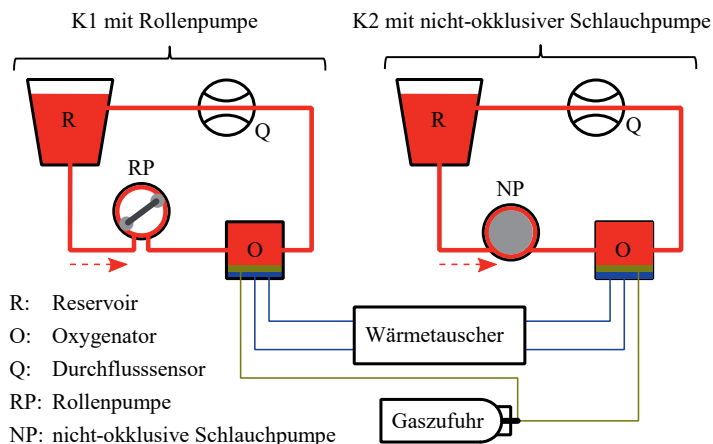 K1 mit Rollenpumpe
K2 mit nicht-okklusiver Schlauchpumpe
R
Q
RP
O
R
Q
NP
O
R: Reservoir
O: Oxygenator
Q: Durchflusssensor
RP: Rollenpumpe
NP: nicht-okklusive Schlauchpumpe
Wärmetauscher
Gaszufuhr